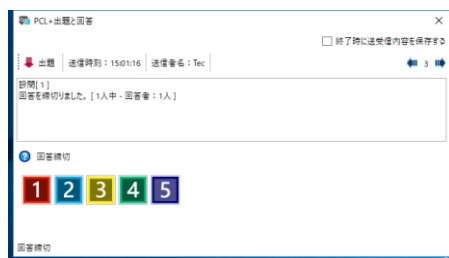 PCL+出題と回答
終了時に送受信内容を保存する
出題 送信時刻：15:01:16 送信者名：Tec 3
設問[1]
回答を締切りました。[1人中 - 回答者：1人]
回答締切
1 2 3 4 5
回答締切